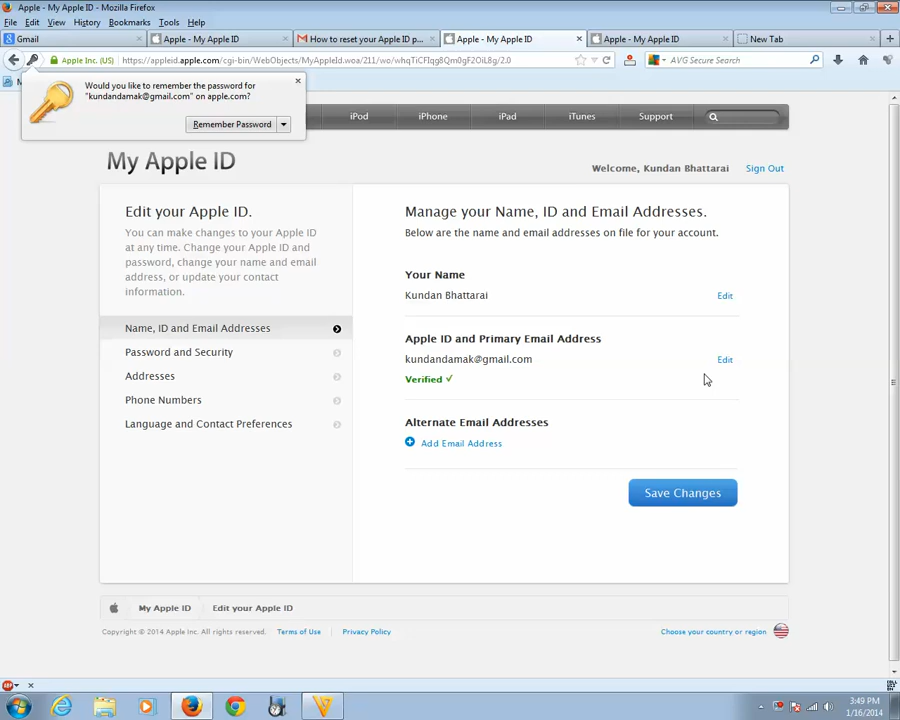 Apple - My Apple ID - Mozilla Firefox
File Edit View History Bookmarks Tools Help
Gmail
Apple - My Apple ID
How to reset your Apple ID p...
Apple - My Apple ID
Apple - My Apple ID
New Tab
Apple Inc. (US)
https://appleid.apple.com/cgi-bin/WebObjects/MyAppleId.woa/211/wo/whqTiCFIqg8Qm0gF2OiL8g/2.0
AVG Secure Search
Would you like to remember the password for
"kundandamak@gmail.com" on apple.com?
Remember Password
iPod iPhone iPad iTunes Support
My Apple ID
Welcome, Kundan Bhattarai Sign Out
Edit your Apple ID.
You can make changes to your Apple ID
at any time. Change your Apple ID and
password, change your name and email
address, or update your contact
information.
Name, ID and Email Addresses
Password and Security
Addresses
Phone Numbers
Language and Contact Preferences
Manage your Name, ID and Email Addresses.
Below are the name and email addresses on file for your account.
Your Name
Kundan Bhattarai Edit
Apple ID and Primary Email Address
kundandamak@gmail.com Edit
Verified ✓
Alternate Email Addresses
Add Email Address
Save Changes
My Apple ID Edit your Apple ID
Copyright © 2014 Apple Inc. All rights reserved. Terms of Use | Privacy Policy
Choose your country or region
3:49 PM
1/16/2014